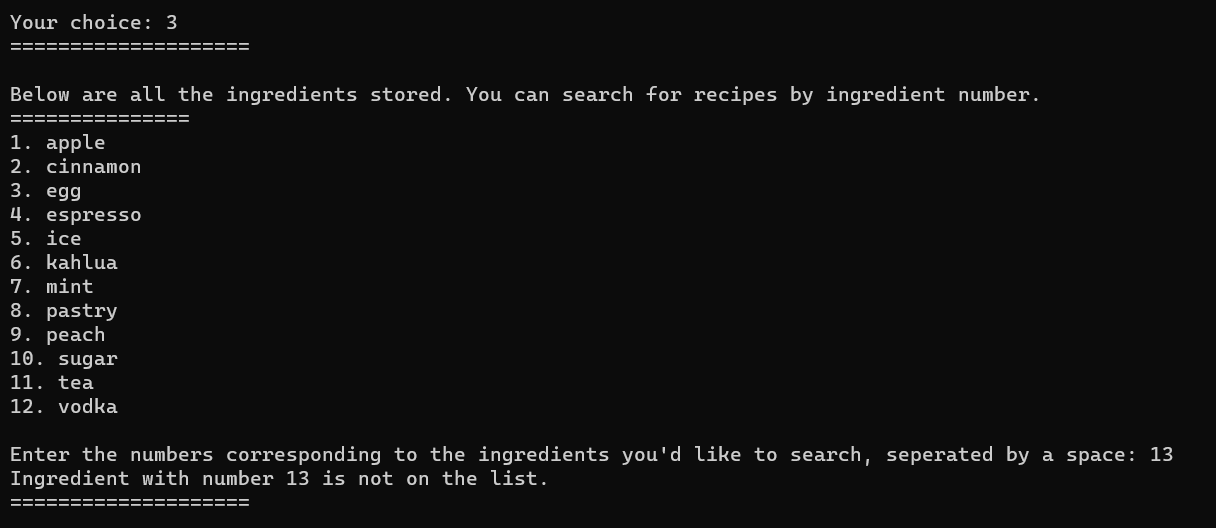 Your choice: 3
====================
Below are all the ingredients stored. You can search for recipes by ingredient number.
===============
1. apple
2. cinnamon
3. egg
4. espresso
5. ice
6. kahlua
7. mint
8. pastry
9. peach
10. sugar
11. tea
12. vodka
Enter the numbers corresponding to the ingredients you'd like to search, seperated by a space: 13
Ingredient with number 13 is not on the list.
====================